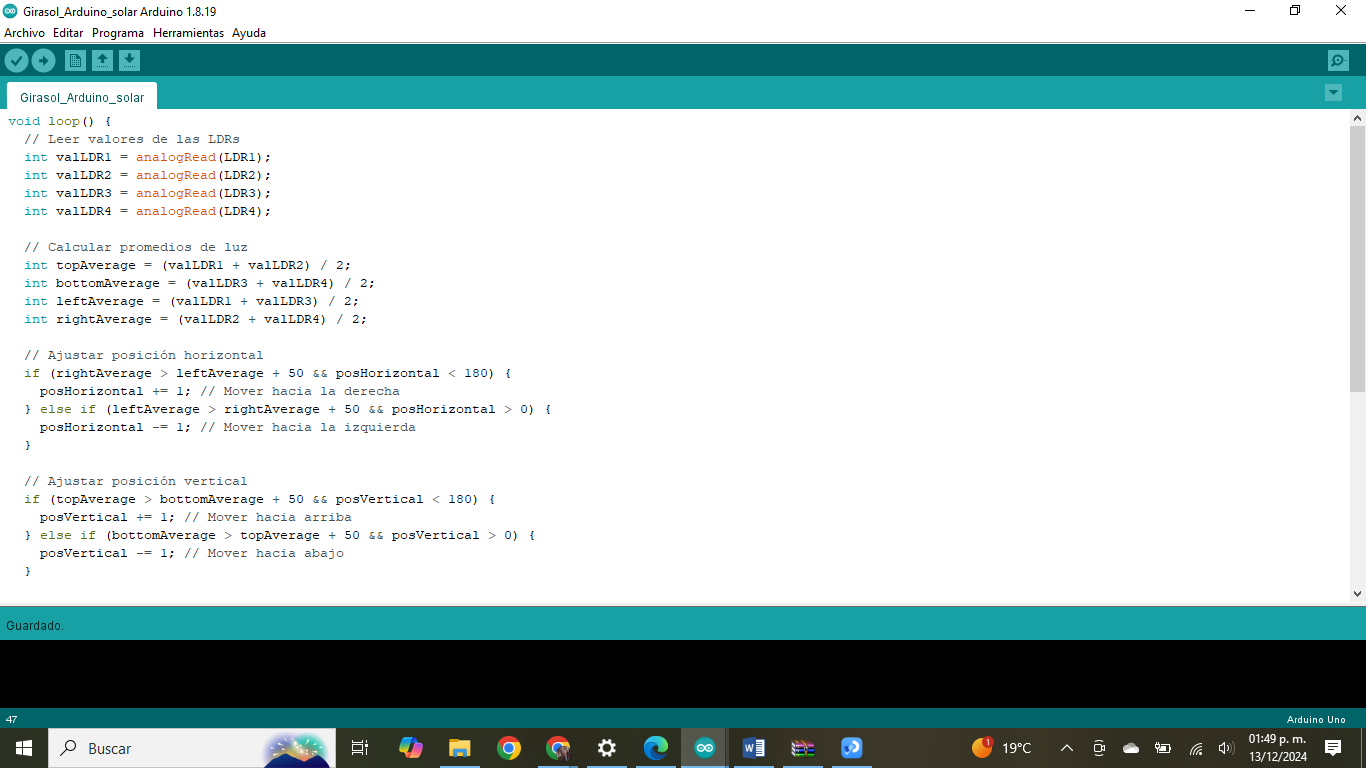 Girasol_Arduino_solar Arduino 1.8.19
Archivo Editar Programa Herramientas Ayuda
Girasol_Arduino_solar
void loop() {
  // Leer valores de las LDRs
  int valLDR1 = analogRead(LDR1);
  int valLDR2 = analogRead(LDR2);
  int valLDR3 = analogRead(LDR3);
  int valLDR4 = analogRead(LDR4);

  // Calcular promedios de luz
  int topAverage = (valLDR1 + valLDR2) / 2;
  int bottomAverage = (valLDR3 + valLDR4) / 2;
  int leftAverage = (valLDR1 + valLDR3) / 2;
  int rightAverage = (valLDR2 + valLDR4) / 2;

  // Ajustar posición horizontal
  if (rightAverage > leftAverage + 50 && posHorizontal < 180) {
    posHorizontal += 1; // Mover hacia la derecha
  } else if (leftAverage > rightAverage + 50 && posHorizontal > 0) {
    posHorizontal -= 1; // Mover hacia la izquierda
  }

  // Ajustar posición vertical
  if (topAverage > bottomAverage + 50 && posVertical < 180) {
    posVertical += 1; // Mover hacia arriba
  } else if (bottomAverage > topAverage + 50 && posVertical > 0) {
    posVertical -= 1; // Mover hacia abajo
  }
Guardado.
47
Arduino Uno
Buscar
1
19°C
01:49 p. m.
13/12/2024